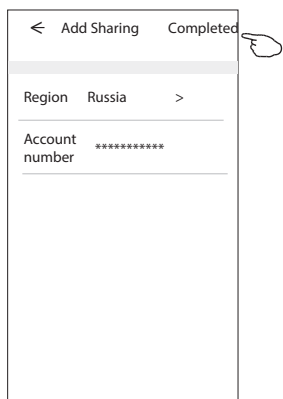 ← Add Sharing Completed
Region Russia >
Account
number ***********